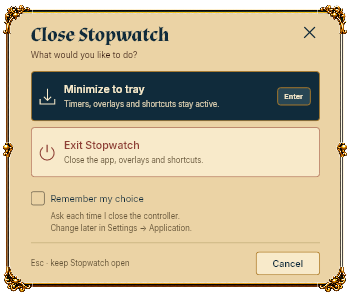 Close Stopwatch
What would you like to do?
Minimize to tray
Timers, overlays and shortcuts stay active.
Enter
Exit Stopwatch
Close the app, overlays and shortcuts.
Remember my choice
Ask each time I close the controller.
Change later in Settings → Application.
Esc · keep Stopwatch open
Cancel